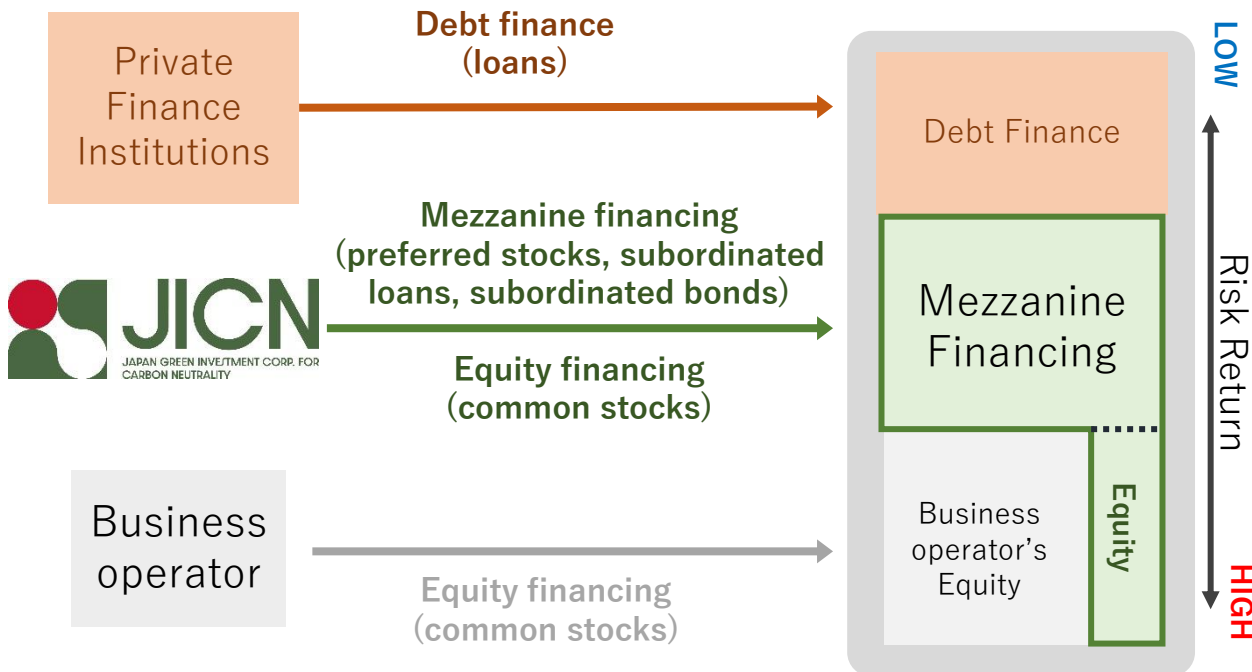 Private
Finance
Institutions
Debt finance
(loans)
Debt Finance
LOW
Mezzanine financing
(preferred stocks, subordinated
loans, subordinated bonds)
JICN
JAPAN GREEN INVESTMENT CORP. FOR
CARBON NEUTRALITY
Equity financing
(common stocks)
Mezzanine
Financing
Risk Return
Business
operator
Equity financing
(common stocks)
Business
operator’s
Equity
Equity
HIGH